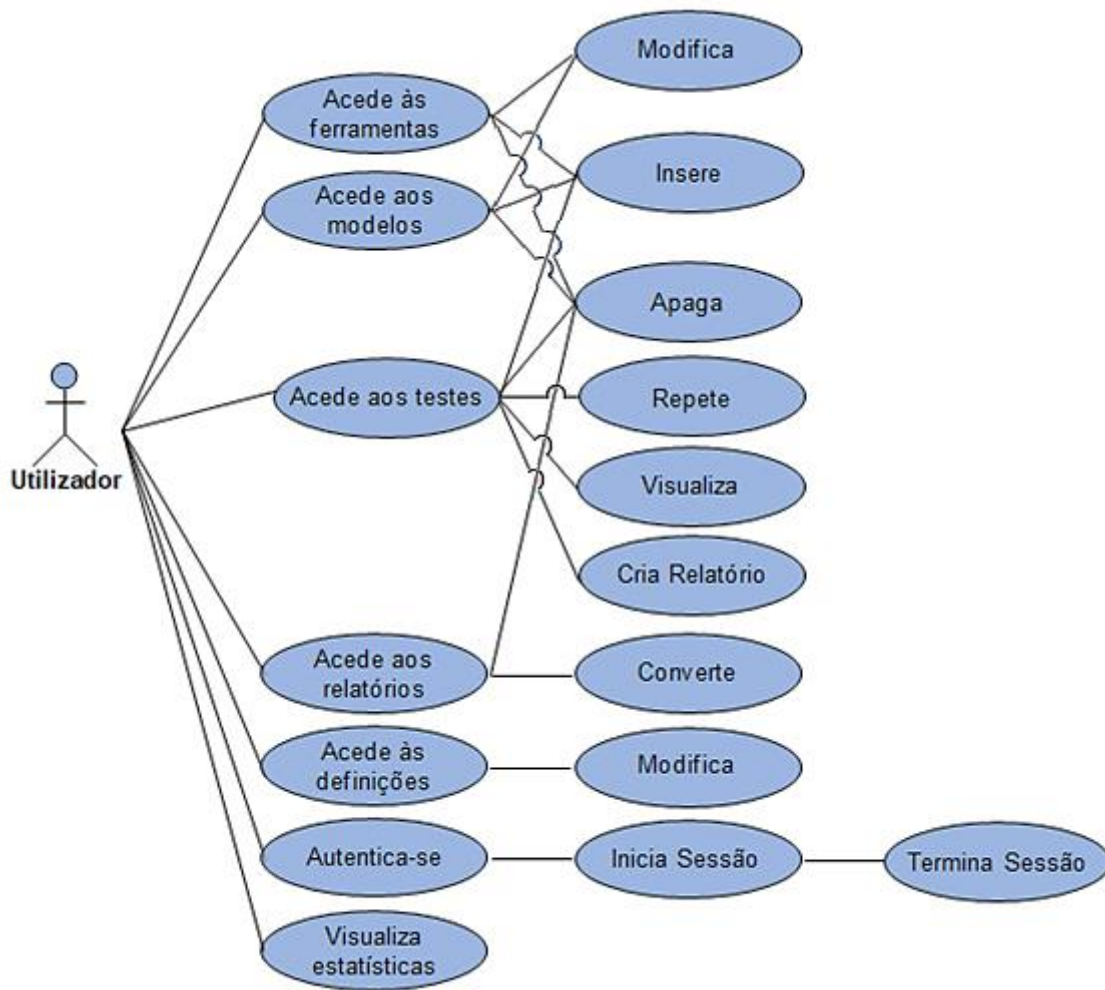 Modifica
Acede às
ferramentas
Insere
Acede aos
modelos
Apaga
Utilizador
Acede aos testes
Repete
Visualiza
Cria Relatório
Acede aos
relatórios
Converte
Acede às
definições
Modifica
Autentica-se
Inicia Sessão
Termina Sessão
Visualiza
estatísticas